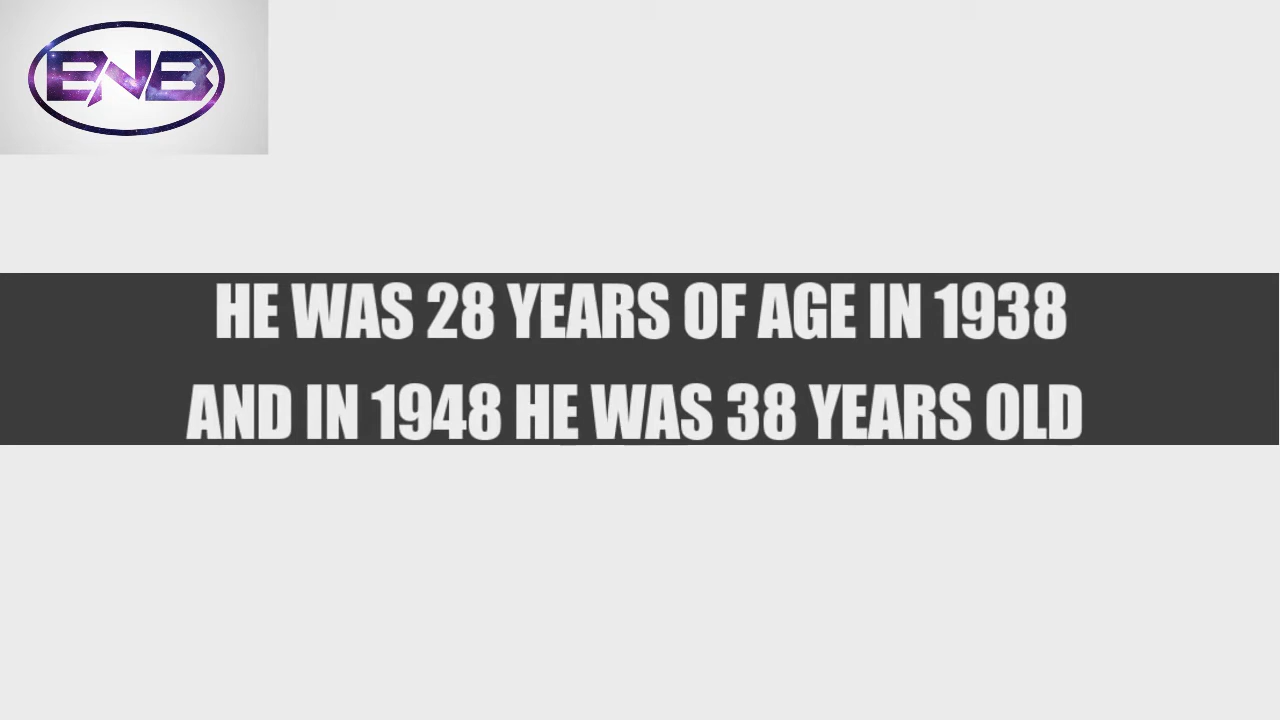 ENB
HE WAS 28 YEARS OF AGE IN 1938
AND IN 1948 HE WAS 38 YEARS OLD